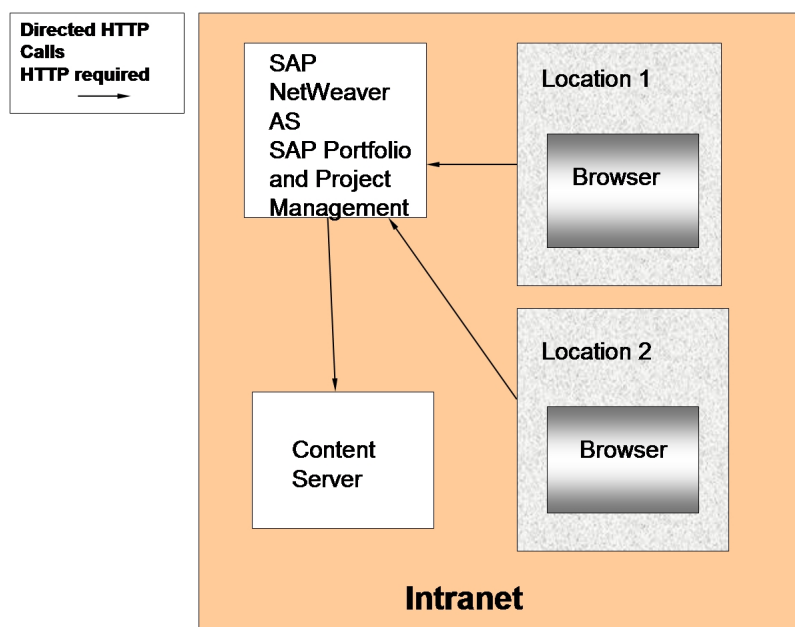 Directed HTTP
Calls
HTTP required
SAP
NetWeaver
AS
SAP Portfolio
and Project
Management
Location 1
Browser
Location 2
Browser
Content
Server
Intranet